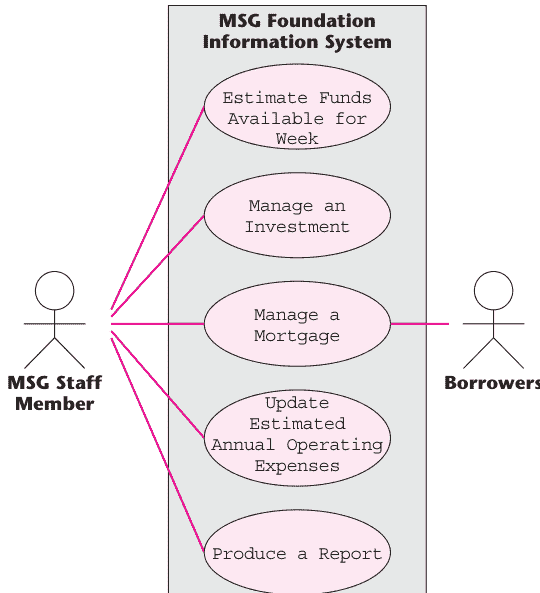 MSG Foundation
Information System
Estimate Funds
Available for
Week
Manage an
Investment
Manage a
Mortgage
MSG Staff
Member
Borrowers
Update
Estimated
Annual Operating
Expenses
Produce a Report